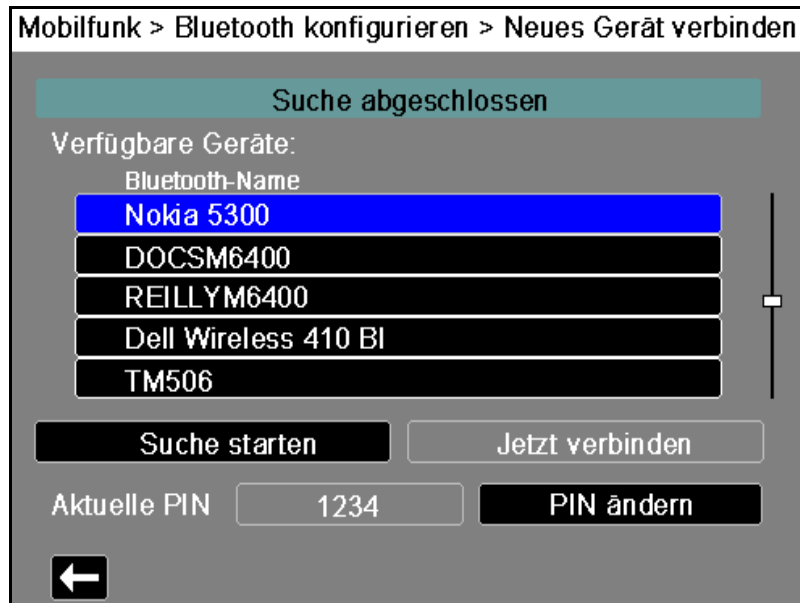 Mobilfunk > Bluetooth konfigurieren > Neues Gerät verbinden
Suche abgeschlossen
Verfügbare Geräte:
Bluetooth-Name
Nokia 5300
DOCSM6400
REILLYM6400
Dell Wireless 410 Bl
TM506
Suche starten
Jetzt verbinden
Aktuelle PIN
1234
PIN ändern